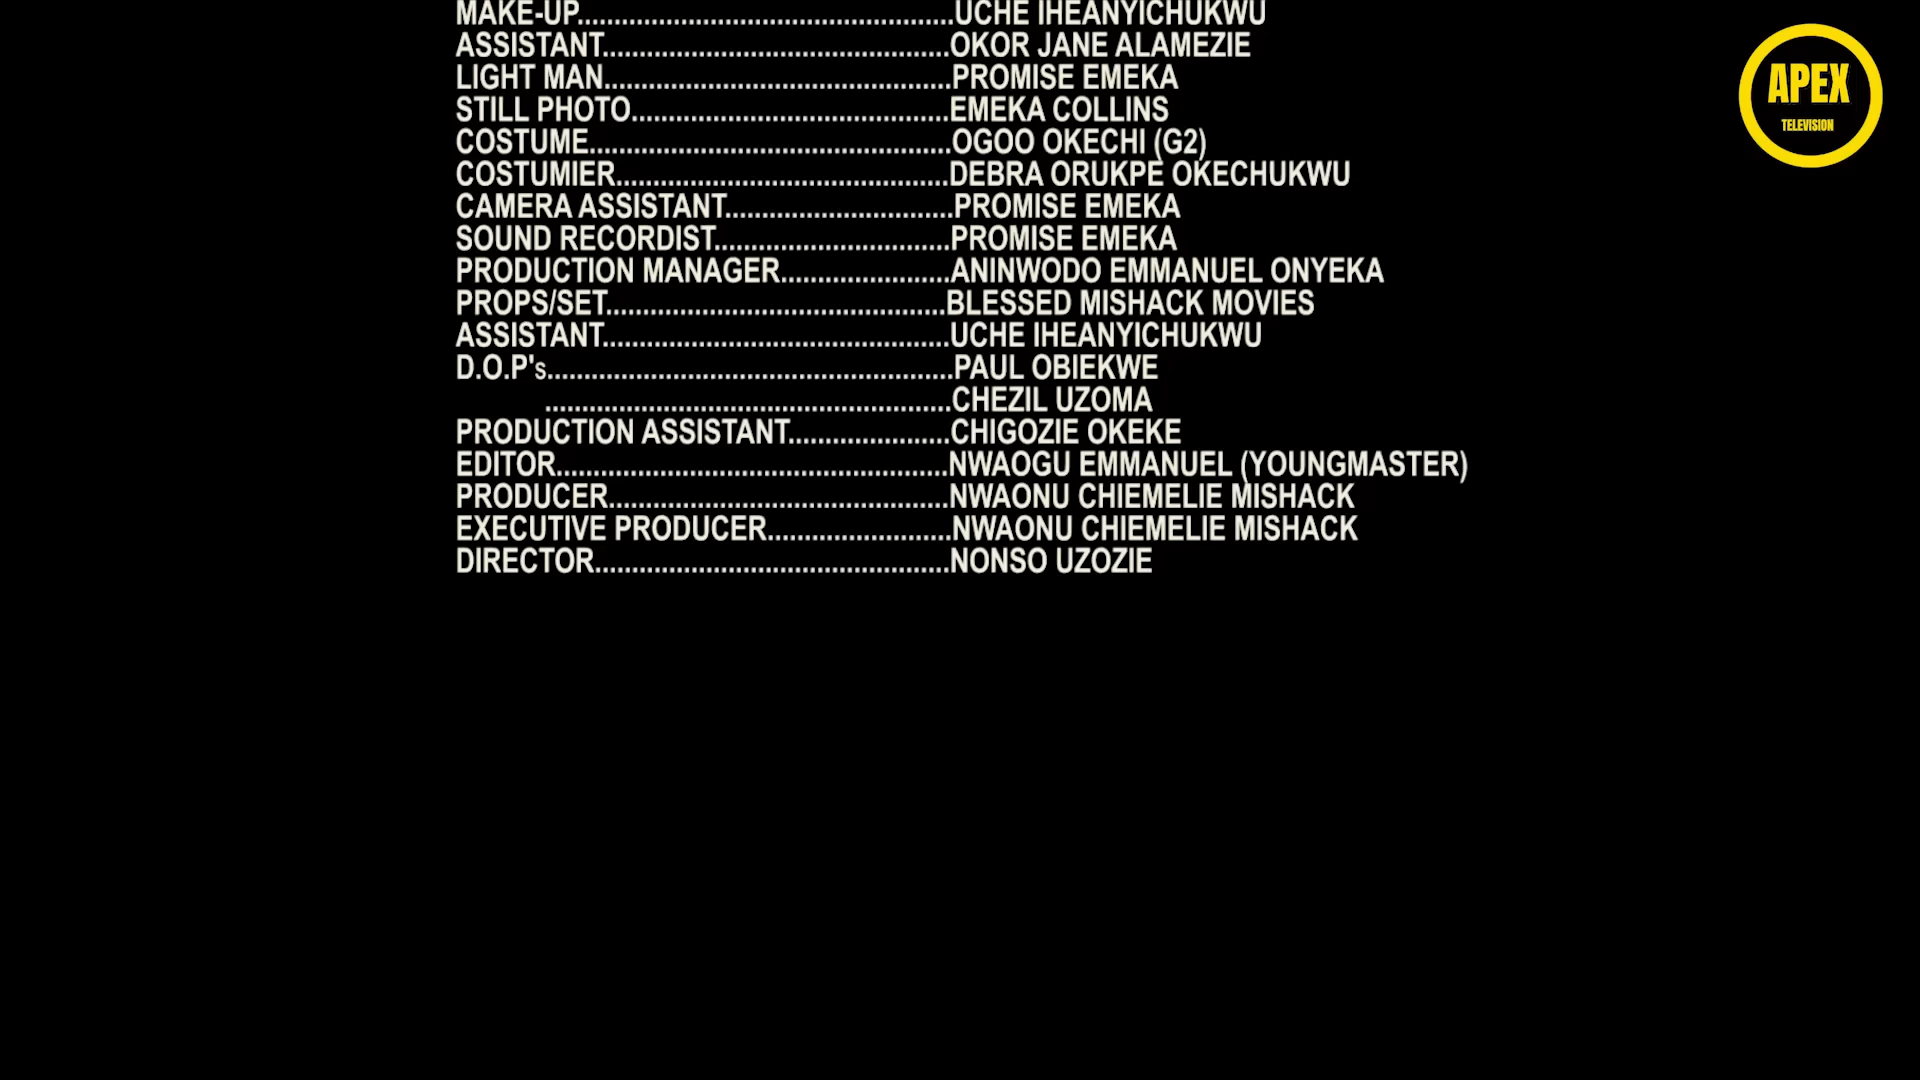 MAKE-UP...................................................UCHE IHEANYICHUKWU
ASSISTANT...............................................OKOR JANE ALAMEZIE
LIGHT MAN...............................................PROMISE EMEKA
STILL PHOTO...........................................EMEKA COLLINS
COSTUME.................................................OGOO OKECHI (G2)
COSTUMIER.............................................DEBRA ORUKPE OKECHUKWU
CAMERA ASSISTANT...............................PROMISE EMEKA
SOUND RECORDIST................................PROMISE EMEKA
PRODUCTION MANAGER.......................ANINWODO EMMANUEL ONYEKA
PROPS/SET..............................................BLESSED MISHACK MOVIES
ASSISTANT...............................................UCHE IHEANYICHUKWU
D.O.P's.......................................................PAUL OBIEKWE
.......................................................CHEZIL UZOMA
PRODUCTION ASSISTANT......................CHIGOZIE OKEKE
EDITOR.....................................................NWAOGU EMMANUEL (YOUNGMASTER)
PRODUCER..............................................NWAONU CHIEMELIE MISHACK
EXECUTIVE PRODUCER.........................NWAONU CHIEMELIE MISHACK
DIRECTOR................................................NONSO UZOZIE
APEX
TELEVISION